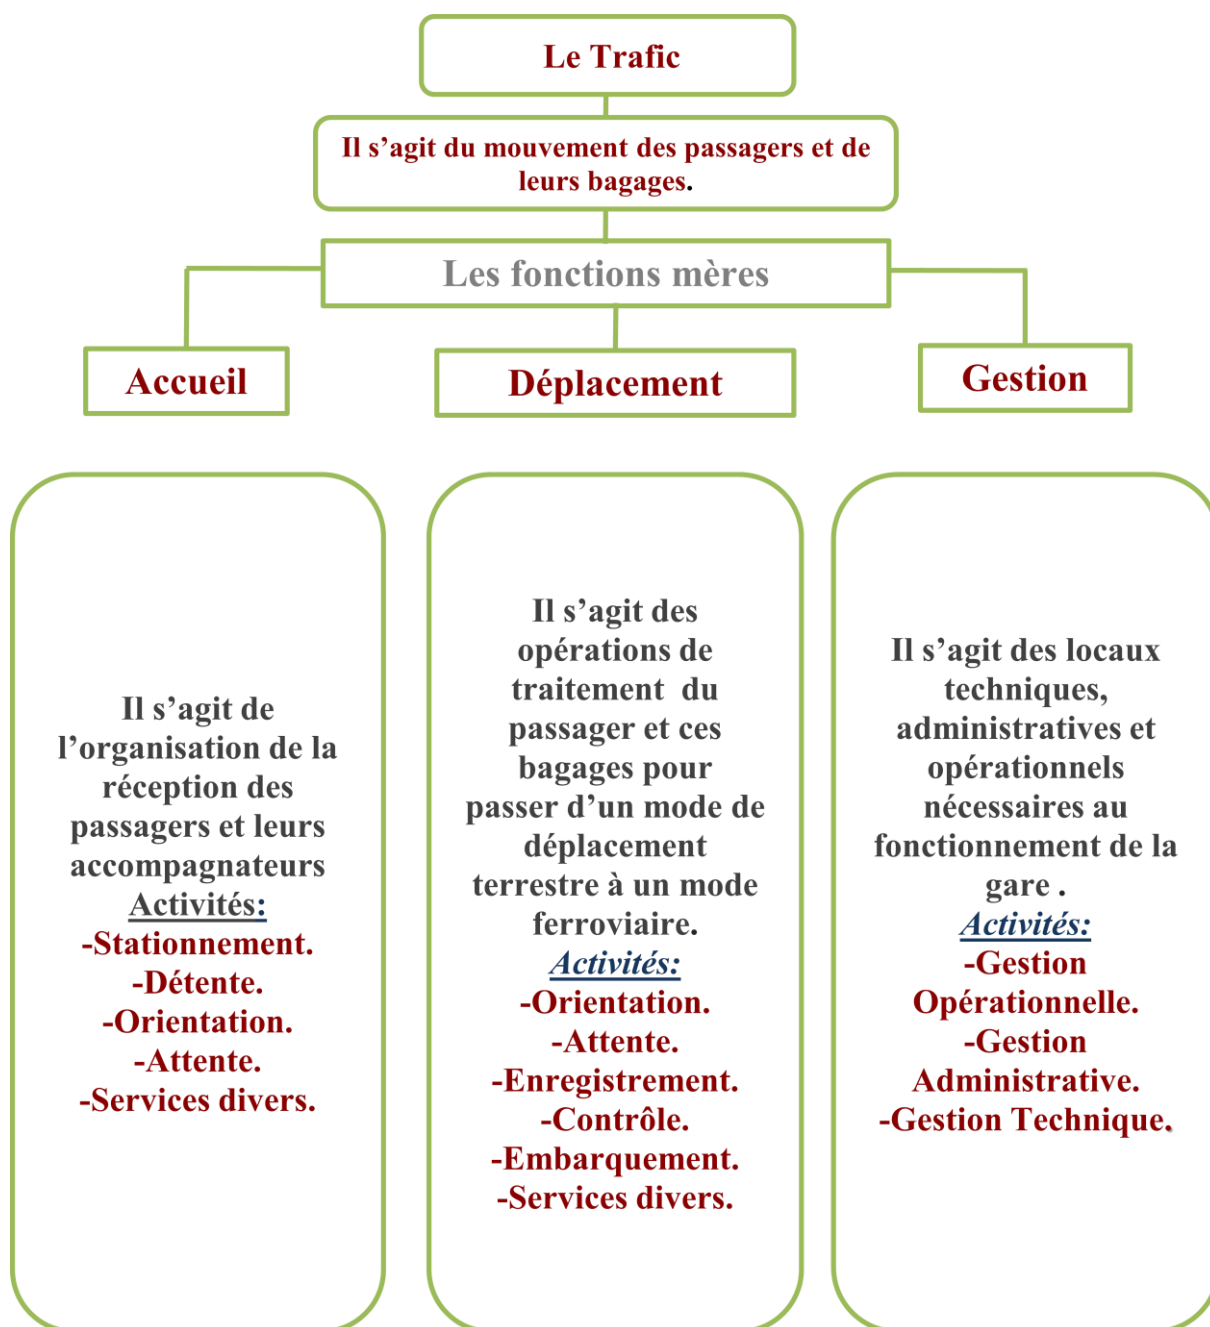 Le Trafic
Il s’agit du mouvement des passagers et de
leurs bagages.
Les fonctions mères
Accueil
Déplacement
Gestion
Il s’agit de
l’organisation de la
réception des
passagers et leurs
accompagnateurs
Activités:
-Stationnement.
-Détente.
-Orientation.
-Attente.
-Services divers.
Il s’agit des
opérations de
traitement du
passager et ces
bagages pour
passer d’un mode de
déplacement
terrestre à un mode
ferroviaire.
Activités:
-Orientation.
-Attente.
-Enregistrement.
-Contrôle.
-Embarquement.
-Services divers.
Il s’agit des locaux
techniques,
administratives et
opérationnels
nécessaires au
fonctionnement de la
gare .
Activités:
-Gestion
Opérationnelle.
-Gestion
Administrative.
-Gestion Technique.